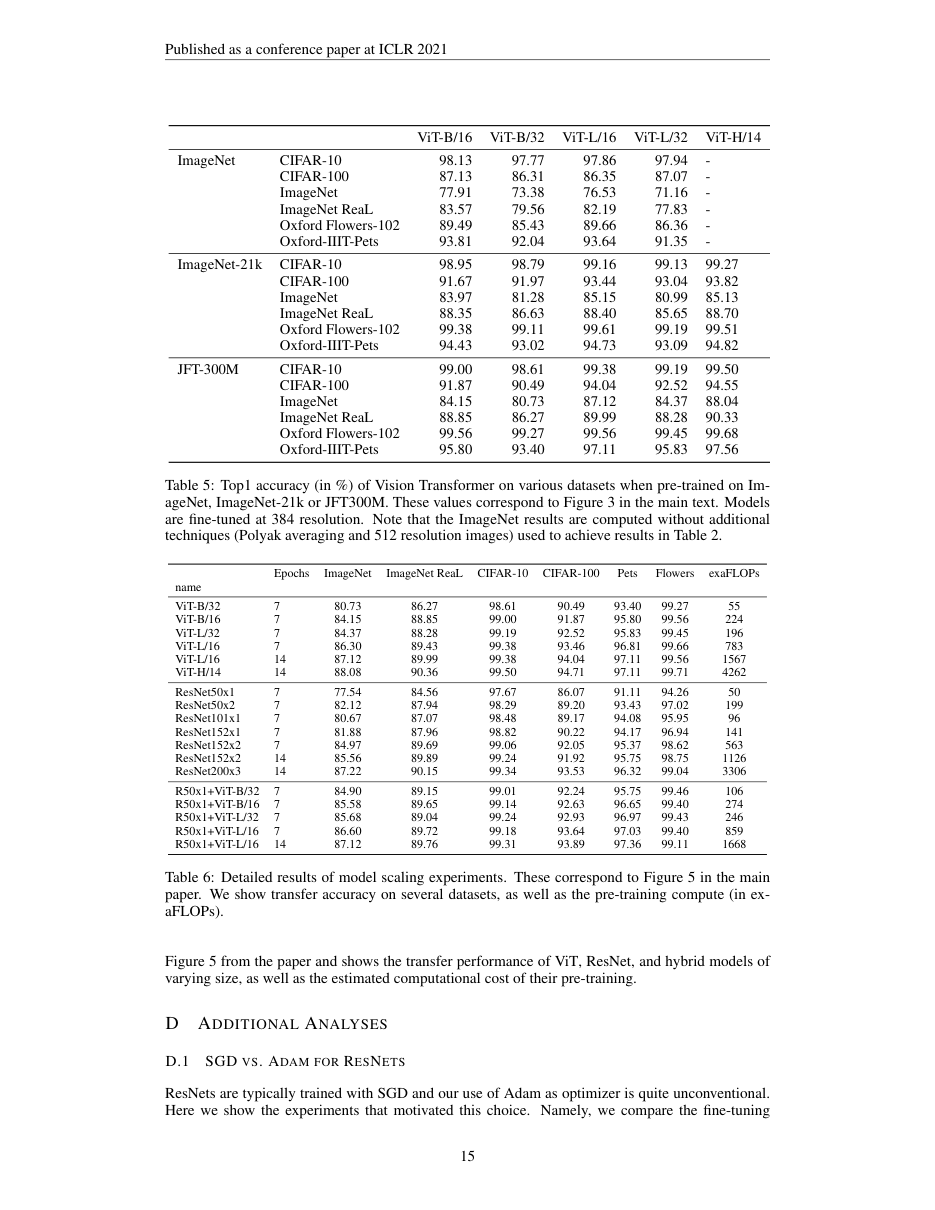 Published as a conference paper at ICLR 2021
ViT-B/16 ViT-B/32 ViT-L/16 ViT-L/32 ViT-H/14
ImageNet CIFAR-10 98.13 97.77 97.86 97.94 -
CIFAR-100 87.13 86.31 86.35 87.07 -
ImageNet 77.91 73.38 76.53 71.16 -
ImageNet ReaL 83.57 79.56 82.19 77.83 -
Oxford Flowers-102 89.49 85.43 89.66 86.36 -
Oxford-IIIT-Pets 93.81 92.04 93.64 91.35 -
ImageNet-21k CIFAR-10 98.95 98.79 99.16 99.13 99.27
CIFAR-100 91.67 91.97 93.44 93.04 93.82
ImageNet 83.97 81.28 85.15 80.99 85.13
ImageNet ReaL 88.35 86.63 88.40 85.65 88.70
Oxford Flowers-102 99.38 99.11 99.61 99.19 99.51
Oxford-IIIT-Pets 94.43 93.02 94.73 93.09 94.82
JFT-300M CIFAR-10 99.00 98.61 99.38 99.19 99.50
CIFAR-100 91.87 90.49 94.04 92.52 94.55
ImageNet 84.15 80.73 87.12 84.37 88.04
ImageNet ReaL 88.85 86.27 89.99 88.28 90.33
Oxford Flowers-102 99.56 99.27 99.56 99.45 99.68
Oxford-IIIT-Pets 95.80 93.40 97.11 95.83 97.56
Table 5: Top1 accuracy (in %) of Vision Transformer on various datasets when pre-trained on Im-
ageNet, ImageNet-21k or JFT300M. These values correspond to Figure 3 in the main text. Models
are fine-tuned at 384 resolution. Note that the ImageNet results are computed without additional
techniques (Polyak averaging and 512 resolution images) used to achieve results in Table 2.
Epochs ImageNet ImageNet ReaL CIFAR-10 CIFAR-100 Pets Flowers exaFLOPs
name
ViT-B/32 7 80.73 86.27 98.61 90.49 93.40 99.27 55
ViT-B/16 7 84.15 88.85 99.00 91.87 95.80 99.56 224
ViT-L/32 7 84.37 88.28 99.19 92.52 95.83 99.45 196
ViT-L/16 7 86.30 89.43 99.38 93.46 96.81 99.66 783
ViT-L/16 14 87.12 89.99 99.38 94.04 97.11 99.56 1567
ViT-H/14 14 88.08 90.36 99.50 94.71 97.11 99.71 4262
ResNet50x1 7 77.54 84.56 97.67 86.07 91.11 94.26 50
ResNet50x2 7 82.12 87.94 98.29 89.20 93.43 97.02 199
ResNet101x1 7 80.67 87.07 98.48 89.17 94.08 95.95 96
ResNet152x1 7 81.88 87.96 98.82 90.22 94.17 96.94 141
ResNet152x2 7 84.97 89.69 99.06 92.05 95.37 98.62 563
ResNet152x2 14 85.56 89.89 99.24 91.92 95.75 98.75 1126
ResNet200x3 14 87.22 90.15 99.34 93.53 96.32 99.04 3306
R50x1+ViT-B/32 7 84.90 89.15 99.01 92.24 95.75 99.46 106
R50x1+ViT-B/16 7 85.58 89.65 99.14 92.63 96.65 99.40 274
R50x1+ViT-L/32 7 85.68 89.04 99.24 92.93 96.97 99.43 246
R50x1+ViT-L/16 7 86.60 89.72 99.18 93.64 97.03 99.40 859
R50x1+ViT-L/16 14 87.12 89.76 99.31 93.89 97.36 99.11 1668
Table 6: Detailed results of model scaling experiments. These correspond to Figure 5 in the main
paper. We show transfer accuracy on several datasets, as well as the pre-training compute (in ex-
aFLOPs).
Figure 5 from the paper and shows the transfer performance of ViT, ResNet, and hybrid models of
varying size, as well as the estimated computational cost of their pre-training.
D ADDITIONAL ANALYSES
D.1 SGD VS. ADAM FOR RESNETS
ResNets are typically trained with SGD and our use of Adam as optimizer is quite unconventional.
Here we show the experiments that motivated this choice. Namely, we compare the fine-tuning
15